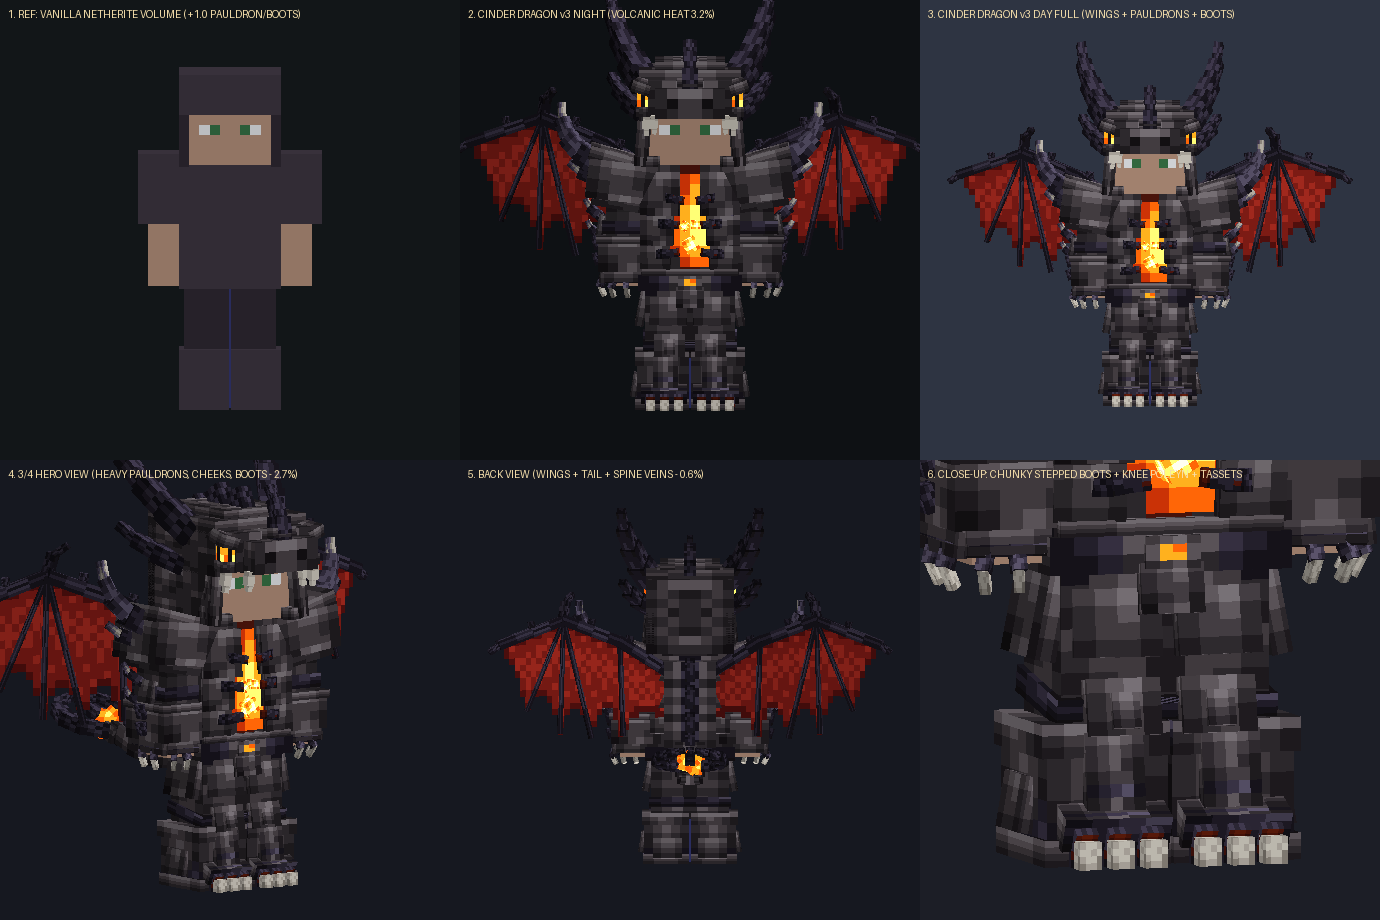 1. REF: VANILLA NETHERITE VOLUME (+1.0 PAULDRON/BOOTS)
2. CINDER DRAGON v3 NIGHT (VOLCANIC HEAT 3.2%)
3. CINDER DRAGON v3 DAY FULL (WINGS + PAULDRONS + BOOTS)
4. 3/4 HERO VIEW (HEAVY PAULDRONS, CHEEKS, BOOTS - 2.7%)
5. BACK VIEW (WINGS + TAIL + SPINE VEINS - 0.6%)
6. CLOSE-UP: CHUNKY STEPPED BOOTS + KNEE + TASSETS